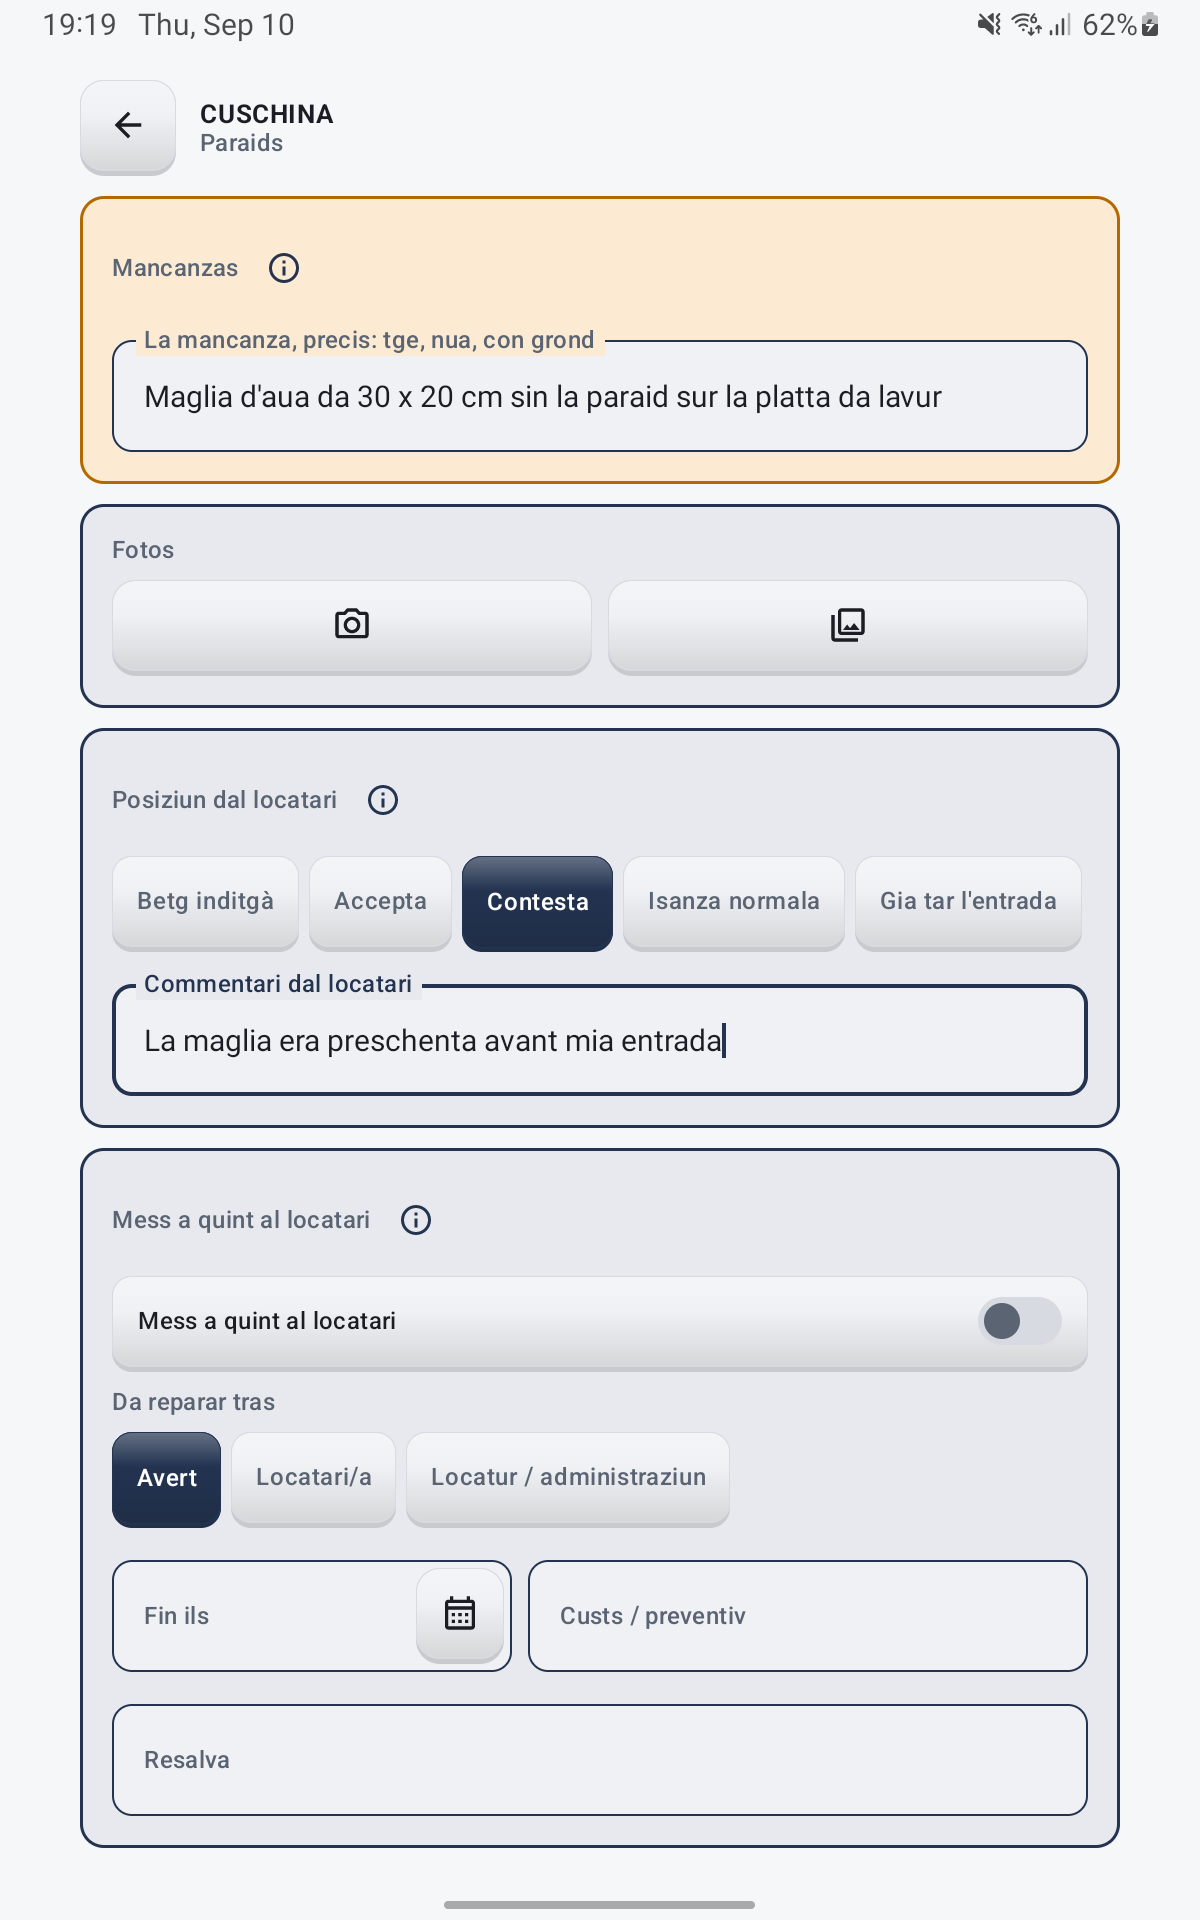 19:19 Thu, Sep 10
62%
CUSCHINA
Paraids
Mancanzas
La mancanza, precis: tge, nua, con grond
Maglia d'aua da 30 x 20 cm sin la paraid sur la platta da lavur
Fotos
Posiziun dal locatari
Betg inditgà Accepta Contesta Isanza normala Gia tar l'entrada
Commentari dal locatari
La maglia era preschenta avant mia entrada
Mess a quint al locatari
Mess a quint al locatari
Da reparar tras
Avert Locatari/a Locatur / administraziun
Fin ils Custs / preventiv
Resalva